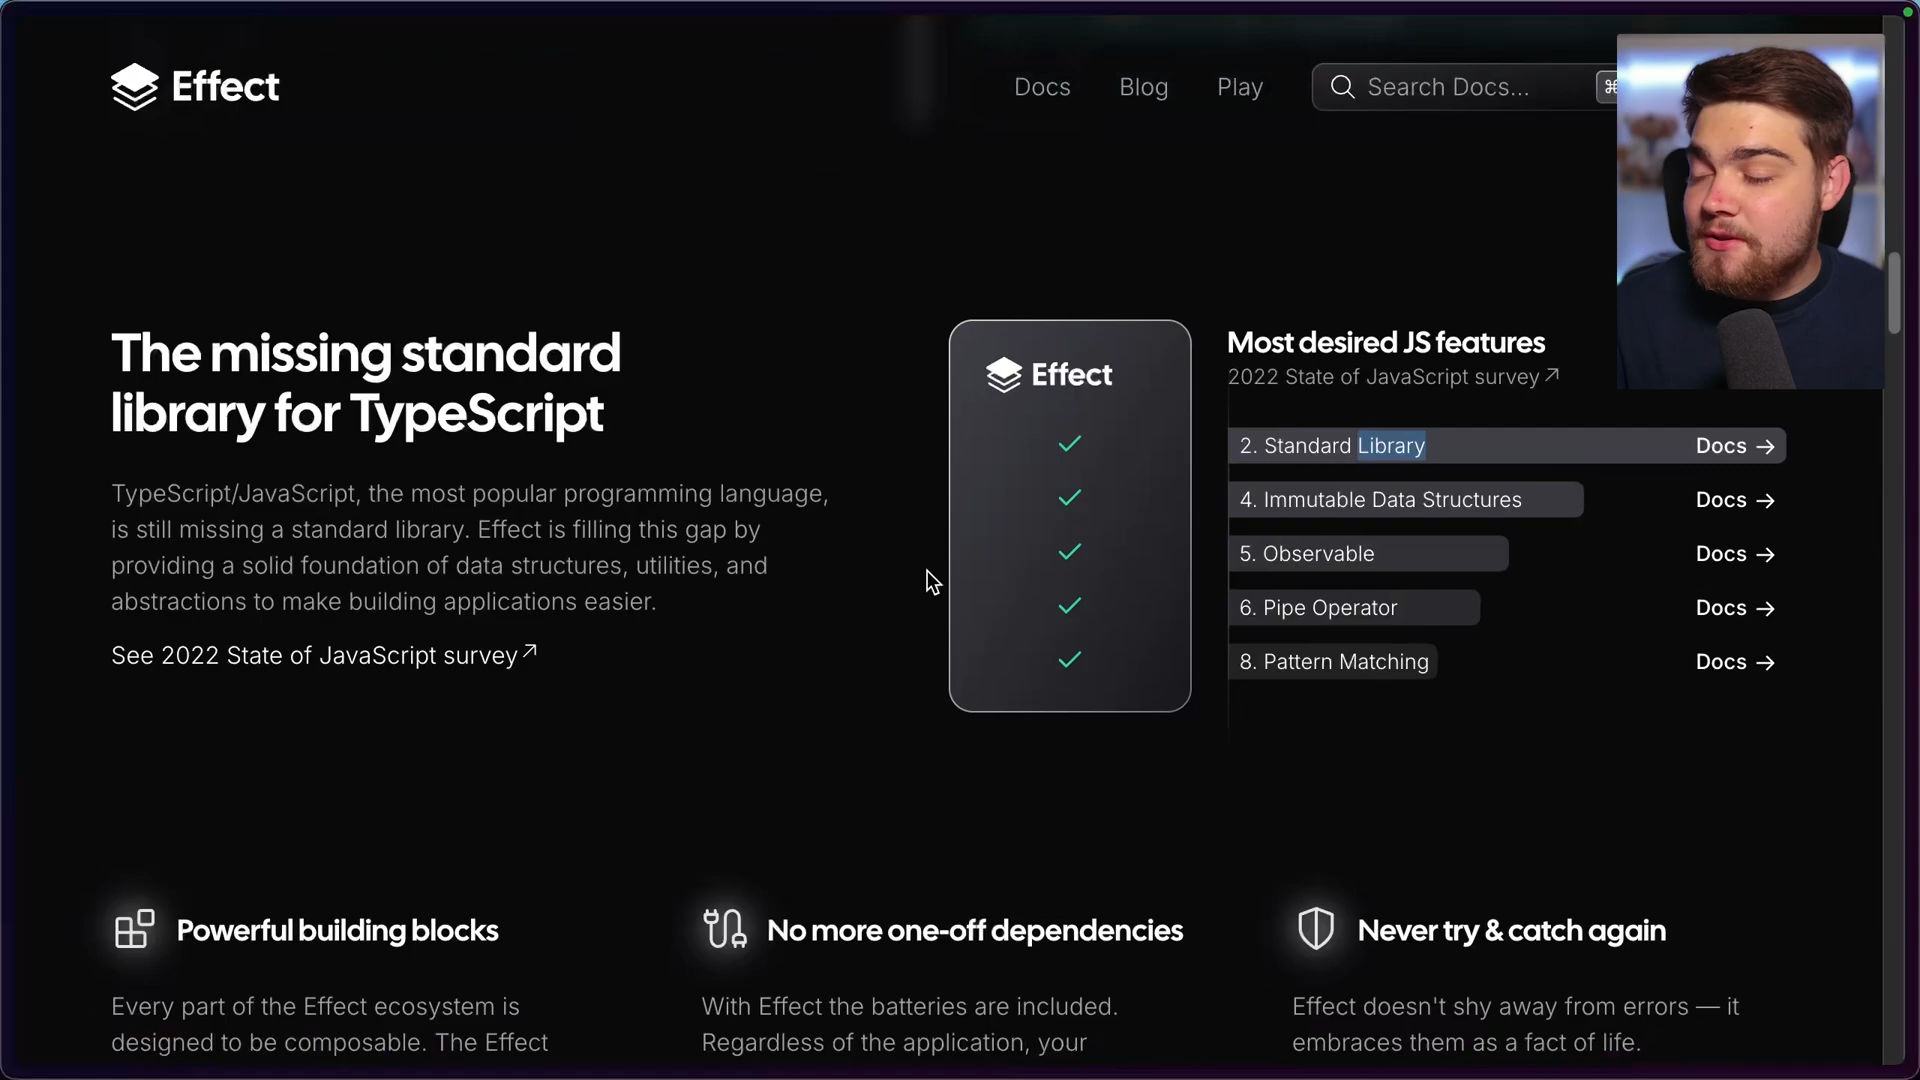 Effect
Docs
Blog
Play
Search Docs...
⌘
The missing standard
library for TypeScript
TypeScript/JavaScript, the most popular programming language,
is still missing a standard library. Effect is filling this gap by
providing a solid foundation of data structures, utilities, and
abstractions to make building applications easier.
See 2022 State of JavaScript survey↗
Effect
Most desired JS features
2022 State of JavaScript survey↗
2. Standard Library Docs →
4. Immutable Data Structures Docs →
5. Observable Docs →
6. Pipe Operator Docs →
8. Pattern Matching Docs →
Powerful building blocks
Every part of the Effect ecosystem is
designed to be composable. The Effect
No more one-off dependencies
With Effect the batteries are included.
Regardless of the application, your
Never try & catch again
Effect doesn't shy away from errors — it
embraces them as a fact of life.